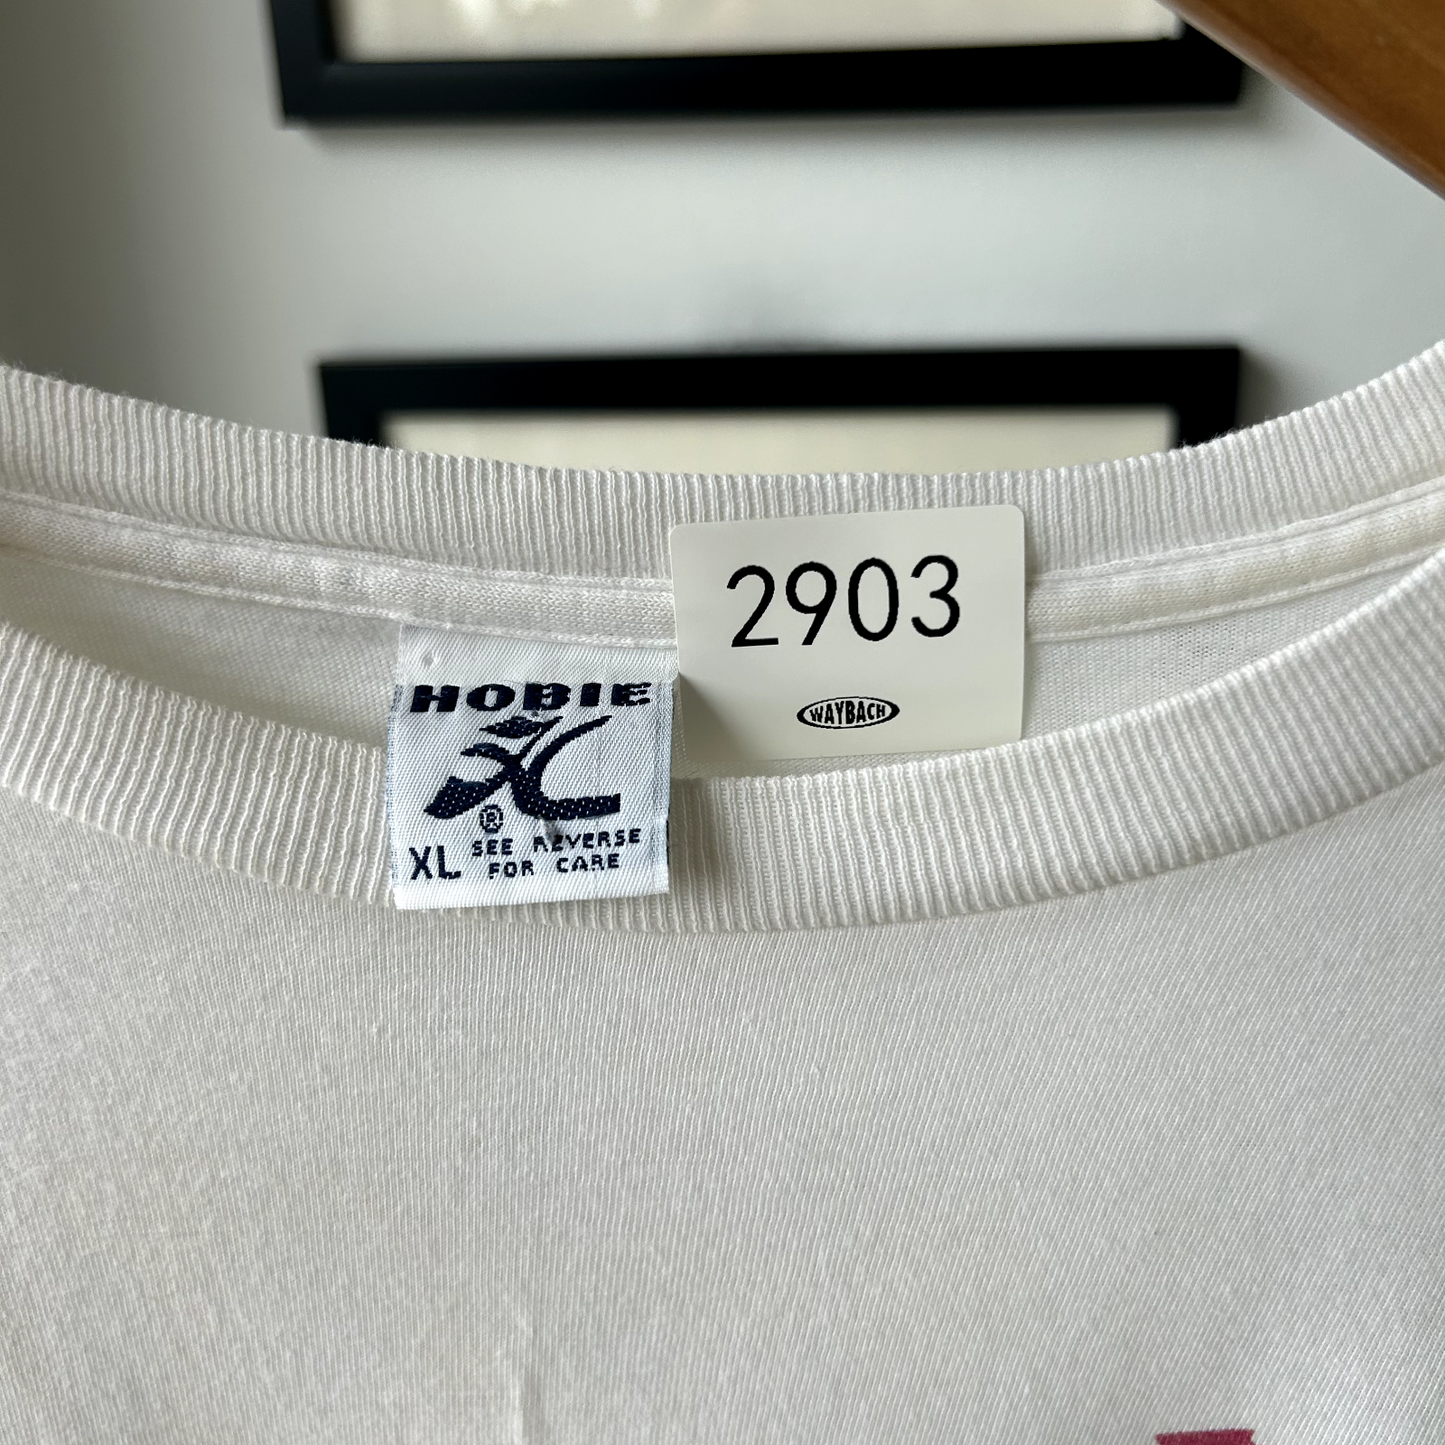 2903
WAYBACH
HOBIE
®
XL SEE REVERSE
FOR CARE